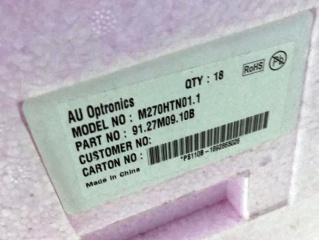 AU Optronics
QTY : 18
RoHS
Pb
MODEL NO : M270HTN01.1
PART NO : 91.27M09.10B
CUSTOMER NO :
CARTON NO :
Made in China